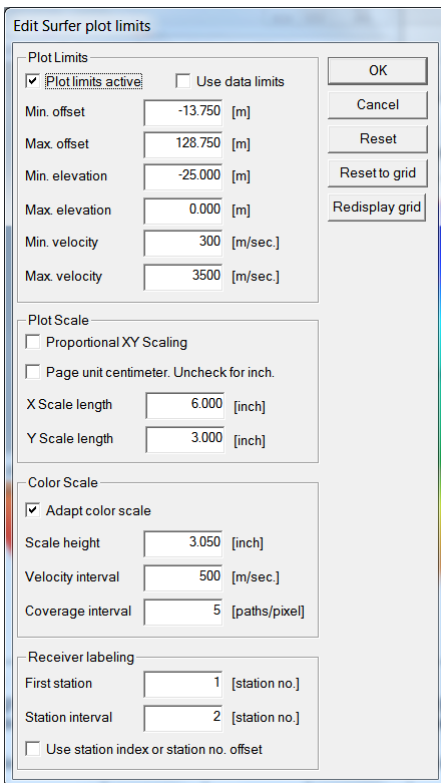 Edit Surfer plot limits
Plot Limits
Plot limits active Use data limits
Min. offset -13.750 [m]
Max. offset 128.750 [m]
Min. elevation -25.000 [m]
Max. elevation 0.000 [m]
Min. velocity 300 [m/sec.]
Max. velocity 3500 [m/sec.]
OK
Cancel
Reset
Reset to grid
Redisplay grid
Plot Scale
Proportional XY Scaling
Page unit centimeter. Uncheck for inch.
X Scale length 6.000 [inch]
Y Scale length 3.000 [inch]
Color Scale
Adapt color scale
Scale height 3.050 [inch]
Velocity interval 500 [m/sec.]
Coverage interval 5 [paths/pixel]
Receiver labeling
First station 1 [station no.]
Station interval 2 [station no.]
Use station index or station no. offset